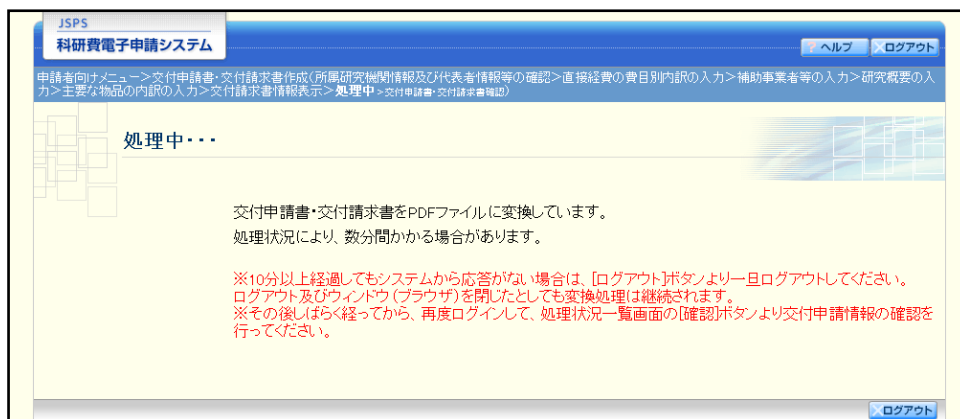 JSPS
科研費電子申請システム
? ヘルプ
ログアウト
申請者向けメニュー＞交付申請書・交付請求書作成(所属研究機関情報及び代表者情報等の確認＞直接経費の費目別内訳の入力＞補助事業者等の入力＞研究概要の入
力＞主要な物品の内訳の入力＞交付請求書情報表示＞処理中＞交付申請書・交付請求書確認)
処理中・・・
交付申請書・交付請求書をPDFファイルに変換しています。
処理状況により、数分間かかる場合があります。
※10分以上経過してもシステムから応答がない場合は、[ログアウト]ボタンより一旦ログアウトしてください。
ログアウト及びウィンドウ(ブラウザ)を閉じたとしても変換処理は継続されます。
※その後しばらく経ってから、再度ログインして、処理状況一覧画面の[確認]ボタンより交付申請情報の確認を
行ってください。
ログアウト